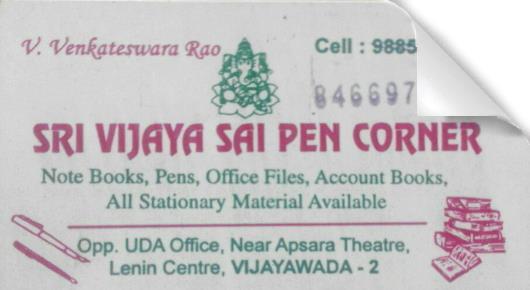 V. Venkateswara Rao
Cell : 9885
846697
SRI VIJAYA SAI PEN CORNER
Note Books, Pens, Office Files, Account Books,
All Stationary Material Available
Opp. UDA Office, Near Apsara Theatre,
Lenin Centre, VIJAYAWADA - 2